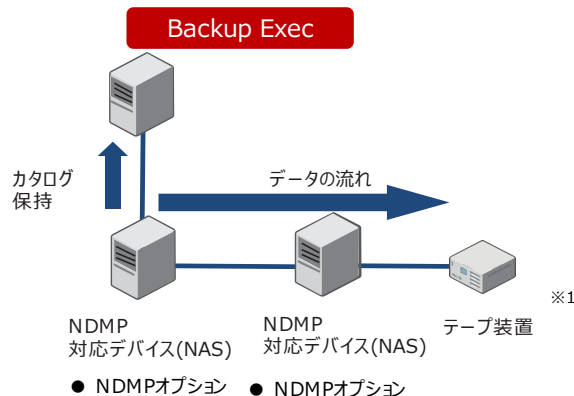 Backup Exec
カタログ
保持
データの流れ
※1
NDMP
対応デバイス(NAS)
NDMP
対応デバイス(NAS)
テープ装置
● NDMPオプション
● NDMPオプション